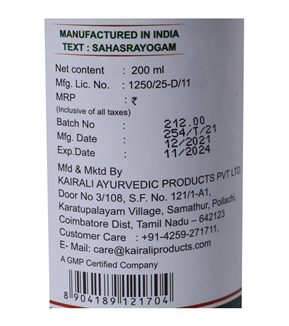 MANUFACTURED IN INDIA
TEXT : SAHASRAYOGAM
Net content : 200 ml
Mfg. Lic. No. : 1250/25-D/11
MRP : ₹
(Inclusive of all taxes) 212.00
Batch No : 254/T/21
Mfg. Date : 12/2021
Exp.Date : 11/2024
Mfd & Mktd By
KAIRALI AYURVEDIC PRODUCTS PVT LTD
Door No 3/108, S.F. No. 121/1-A1,
Karatupalayam Village, Samathur, Pollachi,
Coimbatore Dist, Tamil Nadu – 642123
Customer Care : +91-4259-271711,
E- Mail: care@kairaliproducts.com
A GMP Certified Company
8 904189 121704